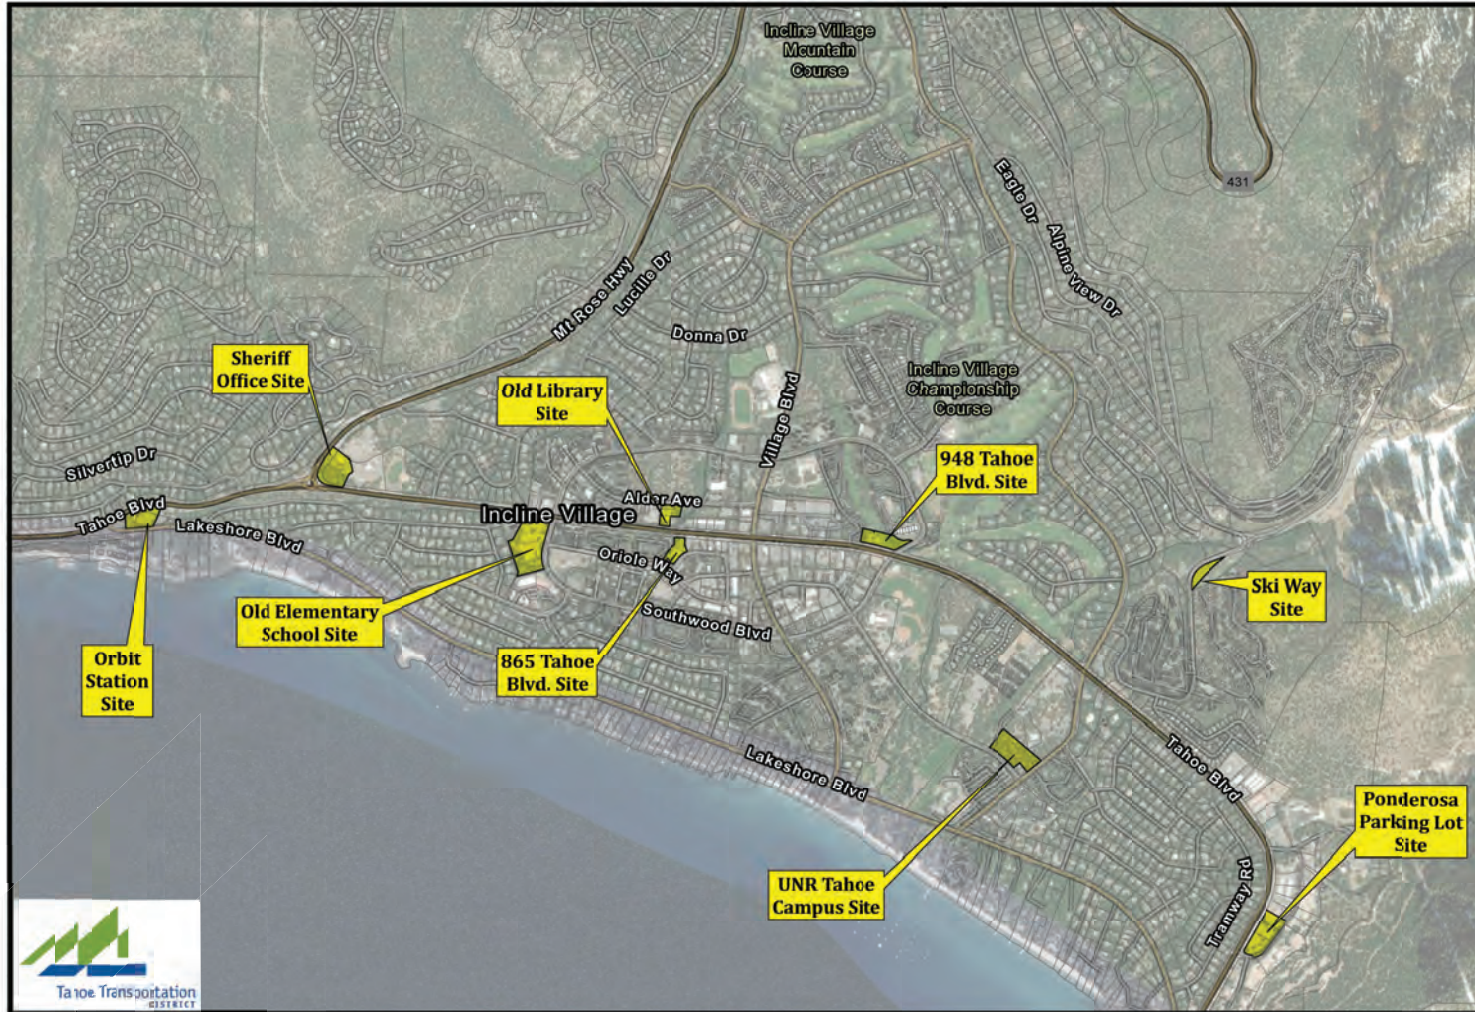 Incline Village
Mountain
Course
431
Eagle Dr
Alpine View Dr
Mt Rose Hwy
Lucille Dr
Donna Dr
Village Blvd
Incline Village
Championship
Course
Sheriff
Office Site
Old Library
Site
948 Tahoe
Blvd. Site
Silvertip Dr
Tahoe Blvd
Lakeshore Blvd
Alder Ave
Incline Village
Oriole Way
Southwood Blvd
Ski Way
Site
Old Elementary
School Site
Orbit
Station
Site
865 Tahoe
Blvd. Site
Lakeshore Blvd
Tahoe Blvd
Ponderosa
Parking Lot
Site
UNR Tahoe
Campus Site
Tramway Rd
Tahoe Transportation
DISTRICT